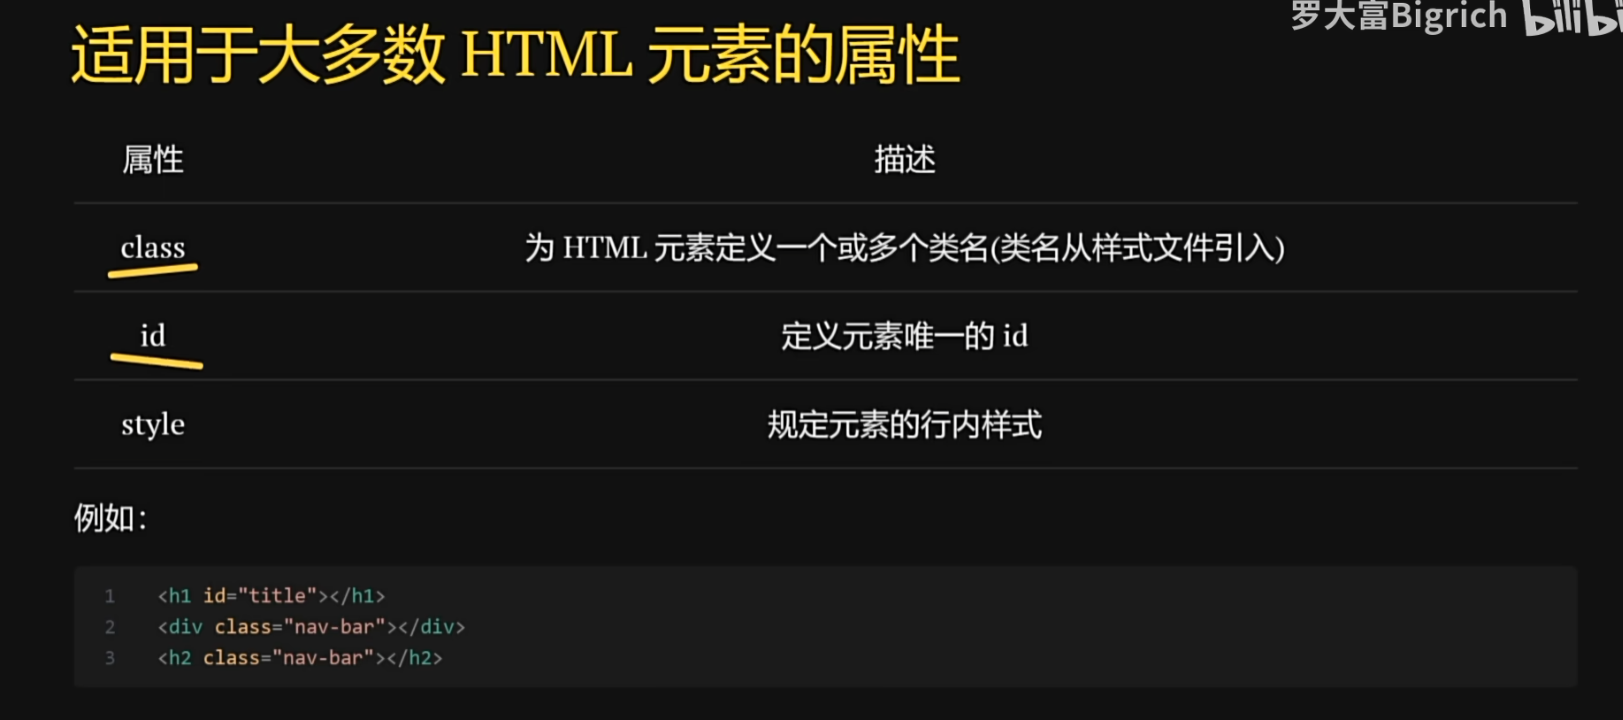 罗大富Bigrich bilibi
适用于大多数 HTML 元素的属性
属性 描述
class 为 HTML 元素定义一个或多个类名(类名从样式文件引入)
id 定义元素唯一的 id
style 规定元素的行内样式
例如：
1 <h1 id="title"></h1>
2 <div class="nav-bar"></div>
3 <h2 class="nav-bar"></h2>